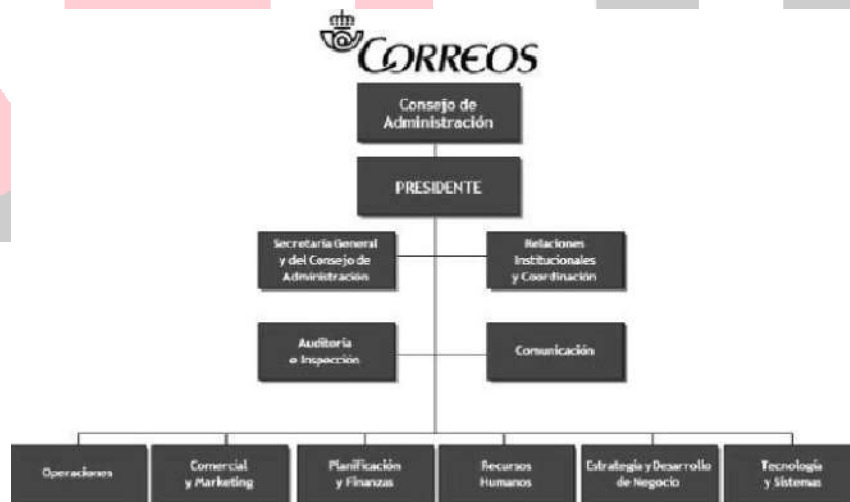 CORREOS
Consejo de
Administración
PRESIDENTE
Secretaría General
y del Consejo de
Administración
Relaciones
Institucionales
y Coordinación
Auditoría
e Inspección
Comunicación
Operaciones
Comercial
y Marketing
Planificación
y Finanzas
Recursos
Humanos
Estrategia y Desarrollo
de Negocio
Tecnología
y Sistemas